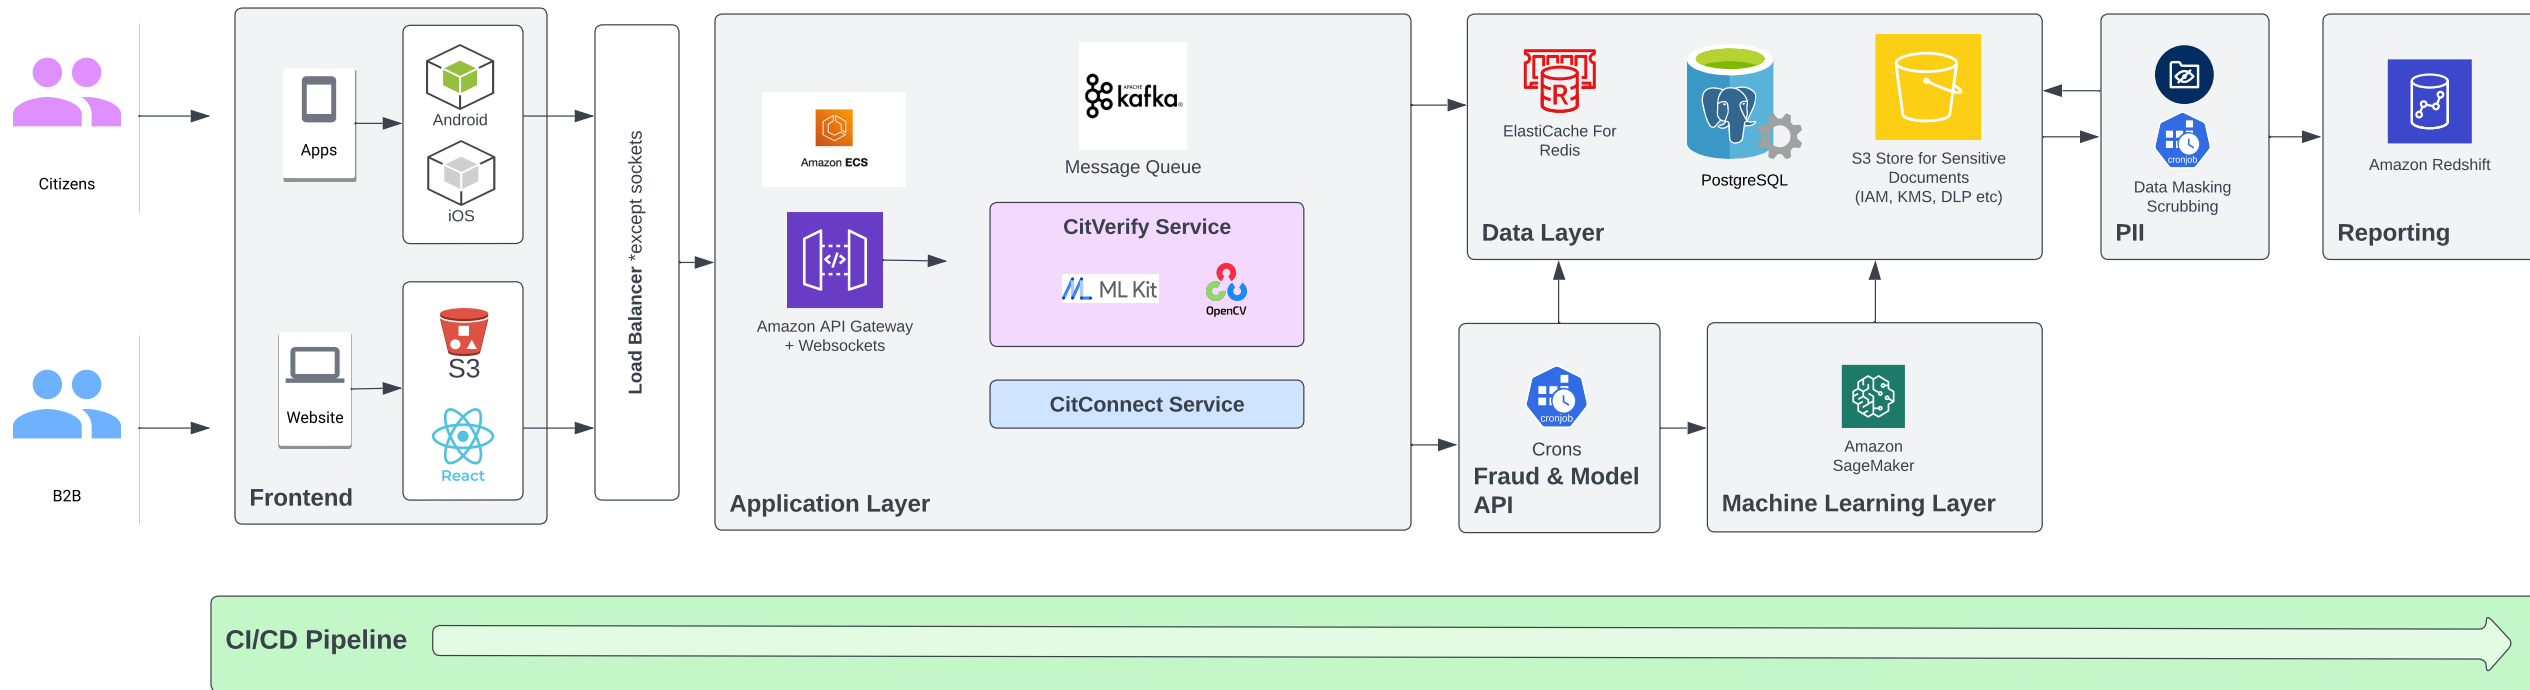 Citizens
B2B
Apps
Android
iOS
Website
S3
React
Frontend
Load Balancer *except sockets
Amazon ECS
APACHE
kafka®
Message Queue
Amazon API Gateway
+ Websockets
CitVerify Service
ML Kit
OpenCV
CitConnect Service
Application Layer
R
ElastiCache For
Redis
PostgreSQL
S3 Store for Sensitive
Documents
(IAM, KMS, DLP etc)
Data Layer
cronjob
Data Masking
Scrubbing
PII
Amazon Redshift
Reporting
cronjob
Crons
Fraud & Model
API
Amazon
SageMaker
Machine Learning Layer
CI/CD Pipeline